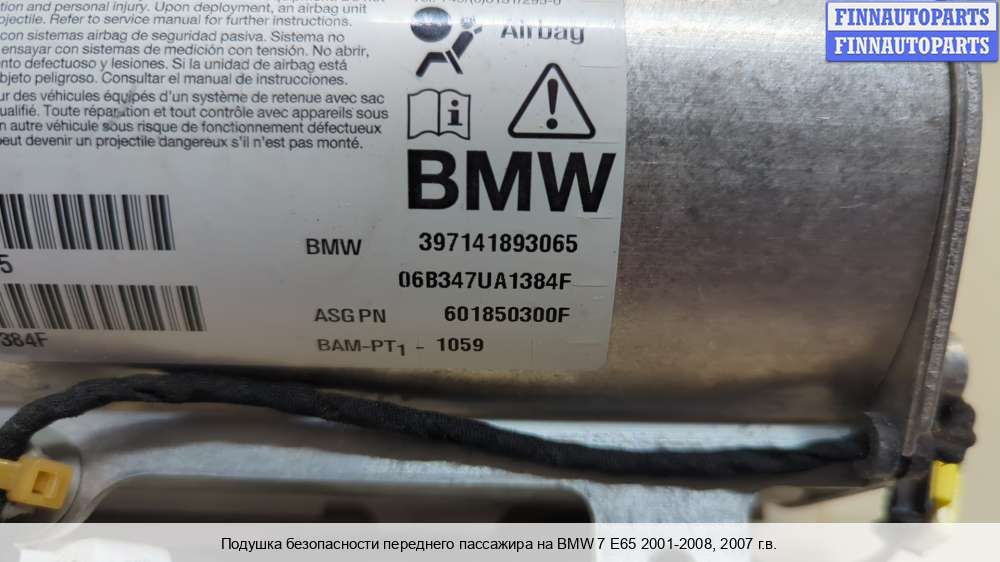 tion and personal injury. Upon deployment, an airbag unit
ojectile. Refer to service manual for further instructions.
con sistemas airbag de seguridad pasiva. Sistema no
ensayar con sistemas de medición con tensión. No abrir,
nto defectuoso y lesiones. Si la unidad de airbag está
bjeto peligroso. Consultar el manual de instrucciones.
ur des véhicules équipés d'un système de retenue avec sac
ualifié. Toute réparation et tout contrôle avec appareils sous
n autre véhicule sous risque de fonctionnement défectueux
peut devenir un projectile dangereux s'il n'est pas monté.
Airbag
BMW
BMW 397141893065
5
06B347UA1384F
ASG PN 601850300F
384F
BAM-PT1 - 1059
FINNAUTOPARTS
FINNAUTOPARTS
Подушка безопасности переднего пассажира на BMW 7 E65 2001-2008, 2007 г.в.